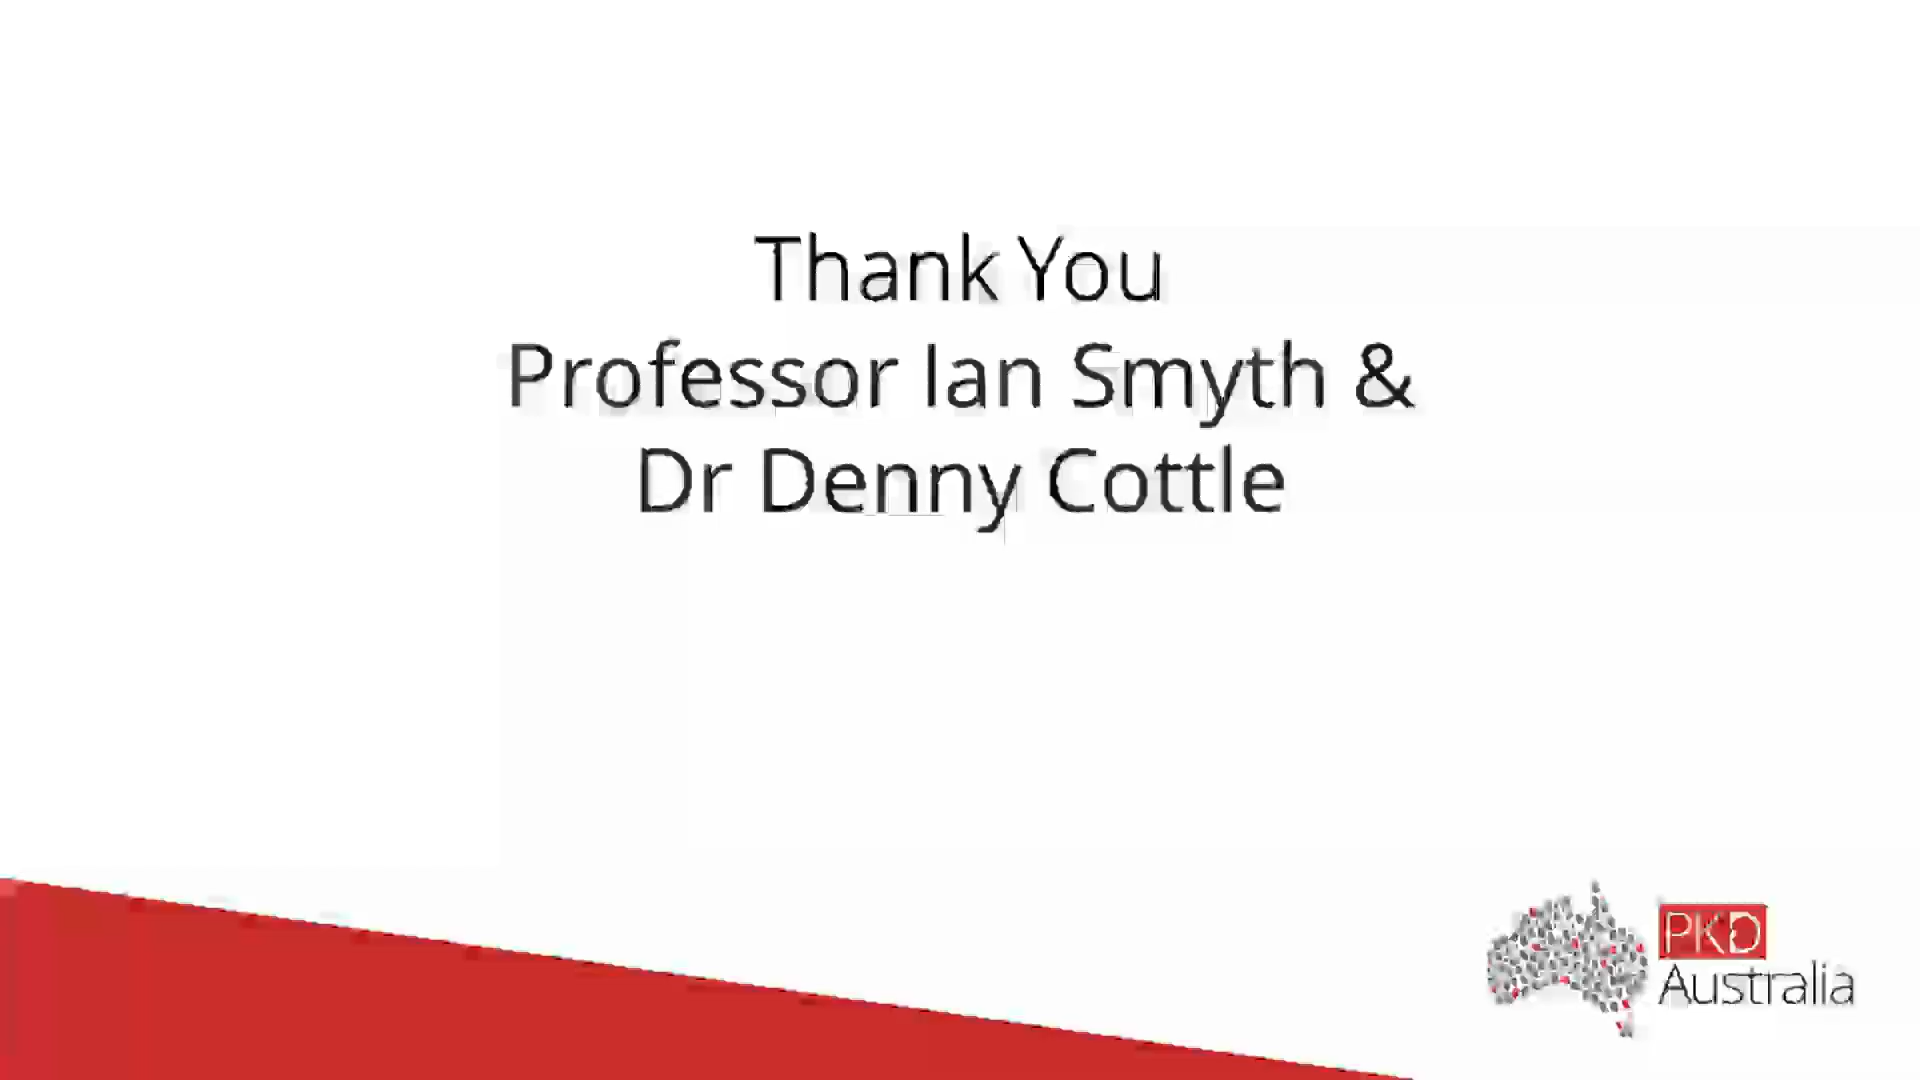 Thank You
Professor Ian Smyth &
Dr Denny Cottle
PKD
Australia